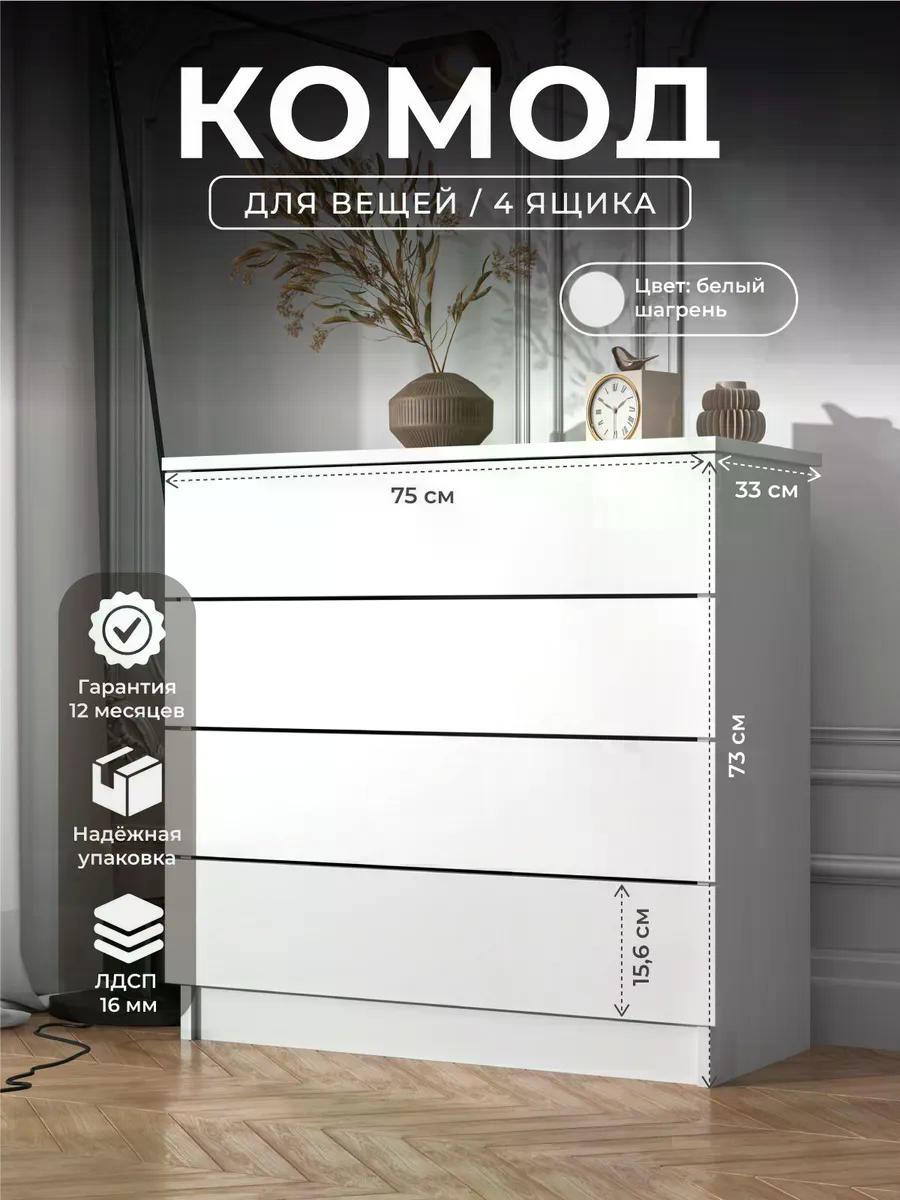 КОМОД
ДЛЯ ВЕЩЕЙ / 4 ЯЩИКА
Цвет: белый
шагрень
75 см
33 см
73 см
15,6 см
Гарантия
12 месяцев
Надёжная
упаковка
ЛДСП
16 мм